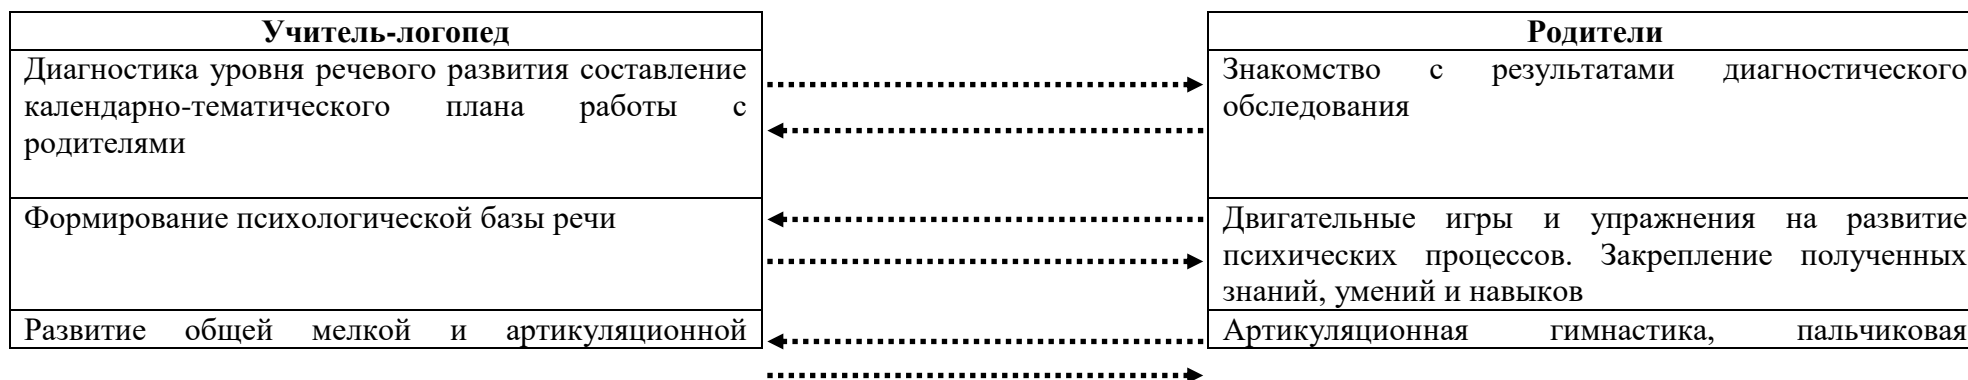 Учитель-логопед
Диагностика уровня речевого развития составление
календарно-тематического плана работы с
родителями
Формирование психологической базы речи
Развитие общей мелкой и артикуляционной
Родители
Знакомство с результатами диагностического
обследования
Двигательные игры и упражнения на развитие
психических процессов. Закрепление полученных
знаний, умений и навыков
Артикуляционная гимнастика, пальчиковая